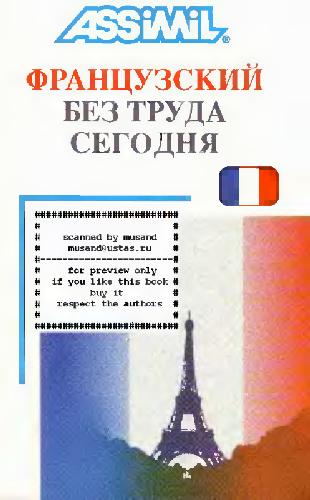 ASSIMIL®
ФРАНЦУЗСКИЙ
БЕЗ ТРУДА
СЕГОДНЯ
scanned by musand
musand@ustas.ru
for preview only
if you like this book
buy it
respect the authors